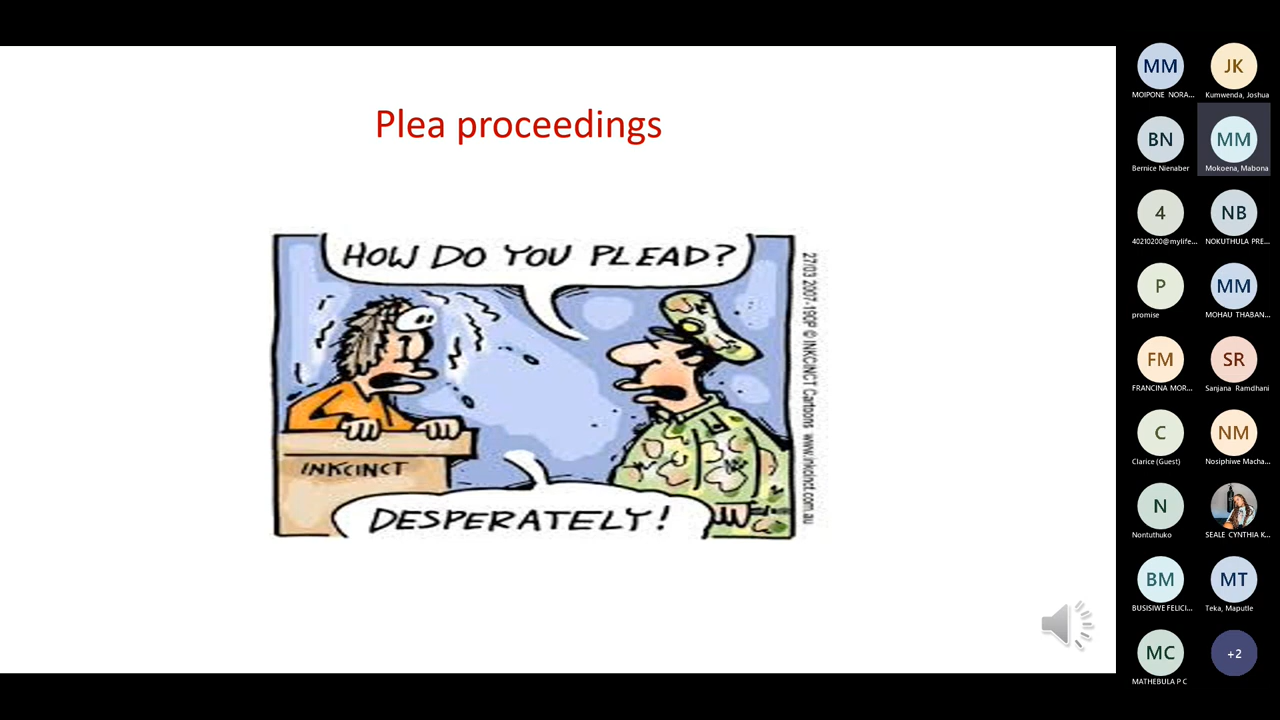 Plea proceedings
HOW DO YOU PLEAD?
INKCINCT
DESPERATELY!
27/03 2007-190P © INKCINCT Cartoons www.inkcinct.com.au
MM
MOIPONE NORA...
JK
Kumwenda, Joshua
BN
Bernice Nienaber
MM
Mokoena, Mabona
4
40210200@mylife...
NB
NOKUTHULA PRE...
P
promise
MM
MOHAU THABAN...
FM
FRANCINA MOR...
SR
Sanjana Ramdhani
C
Clarice (Guest)
NM
Nosiphiwe Macha...
N
Nontuthuko
SEALE CYNTHIA K...
BM
BUSISIWE FELICI...
MT
Teka, Maputle
MC
MATHEBULA P C
+2